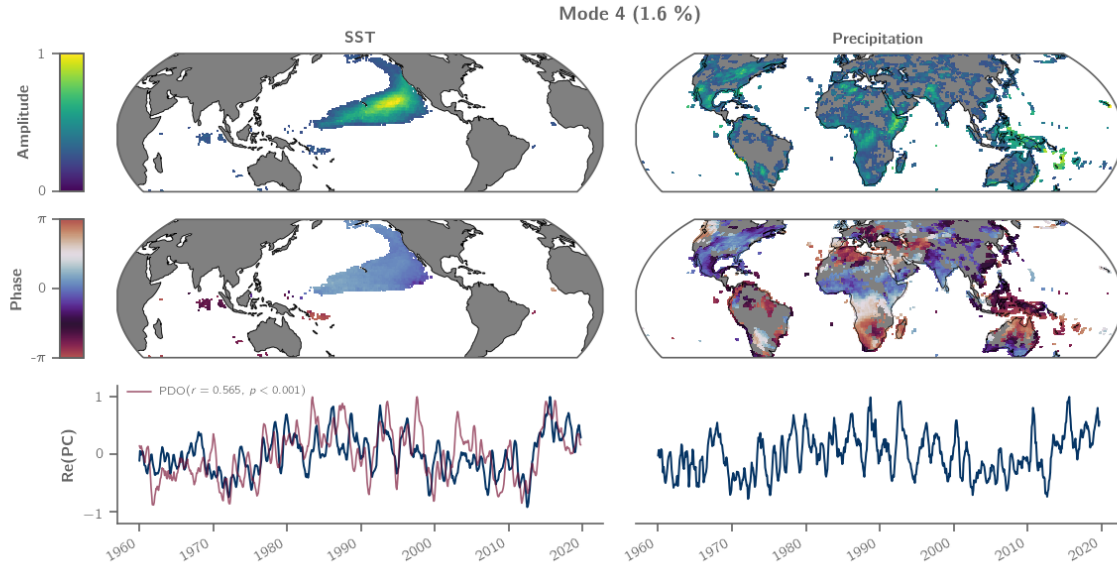 Mode 4 (1.6 %)
SST
Precipitation
Amplitude
1
0
Phase
π
0
-π
Re(PC)
1
0
−1
PDO(r = 0.565, p < 0.001)
1960
1970
1980
1990
2000
2010
2020
1960
1970
1980
1990
2000
2010
2020